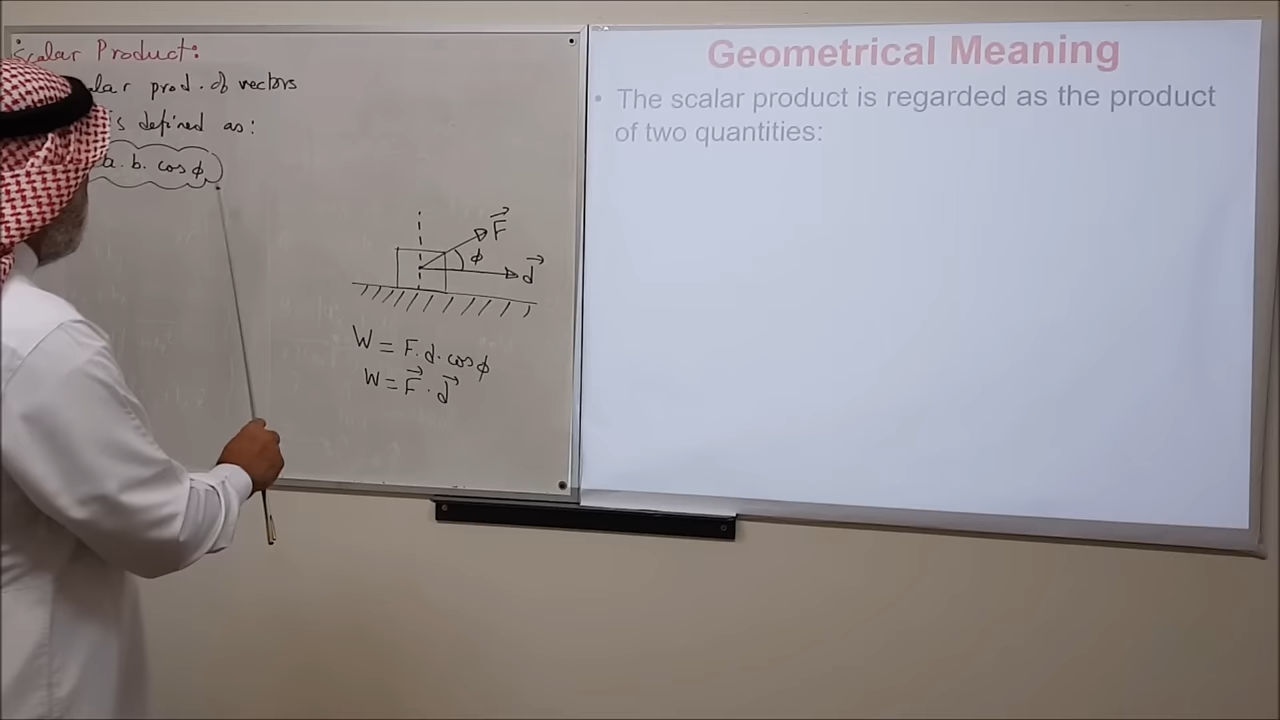 Scalar Product:
prod. of vectors
is defined as:
a. b. cos ϕ
F
ϕ
d
W = F. d. cos ϕ
W = F . d
Geometrical Meaning
• The scalar product is regarded as the product
of two quantities: